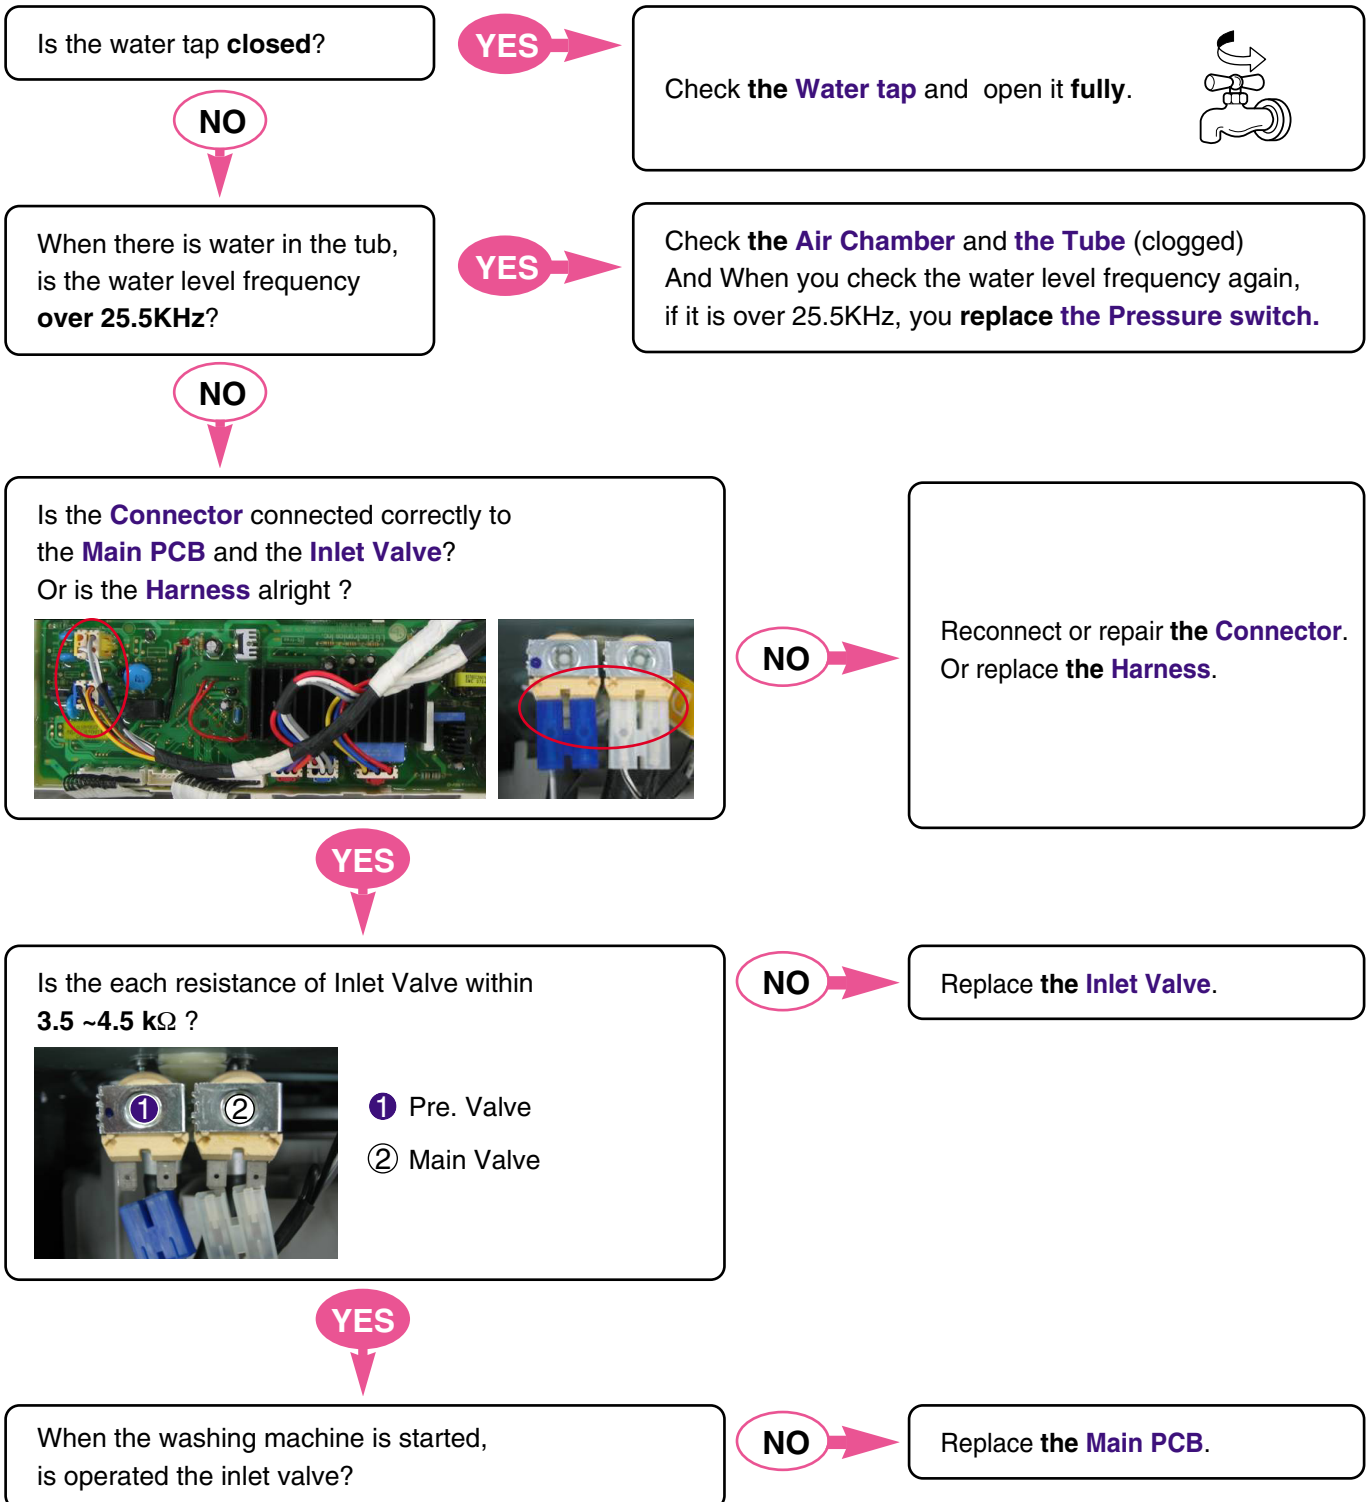 Is the water tap closed?
YES
Check the Water tap and open it fully.
NO
When there is water in the tub,
is the water level frequency
over 25.5KHz?
YES
Check the Air Chamber and the Tube (clogged)
And When you check the water level frequency again,
if it is over 25.5KHz, you replace the Pressure switch.
NO
Is the Connector connected correctly to
the Main PCB and the Inlet Valve?
Or is the Harness alright ?
NO
Reconnect or repair the Connector.
Or replace the Harness.
YES
Is the each resistance of Inlet Valve within
3.5 ~4.5 kΩ ?
① ②
① Pre. Valve
② Main Valve
NO
Replace the Inlet Valve.
YES
When the washing machine is started,
is operated the inlet valve?
NO
Replace the Main PCB.